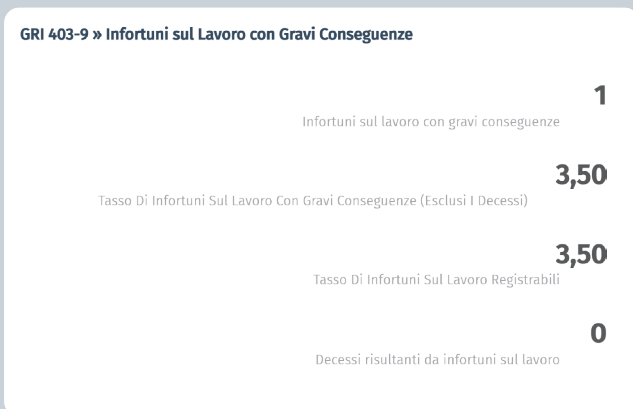 GRI 403-9 » Infortuni sul Lavoro con Gravi Conseguenze
1
Infortuni sul lavoro con gravi conseguenze
3,50
Tasso Di Infortuni Sul Lavoro Con Gravi Conseguenze (Esclusi I Decessi)
3,50
Tasso Di Infortuni Sul Lavoro Registrabili
0
Decessi risultanti da infortuni sul lavoro